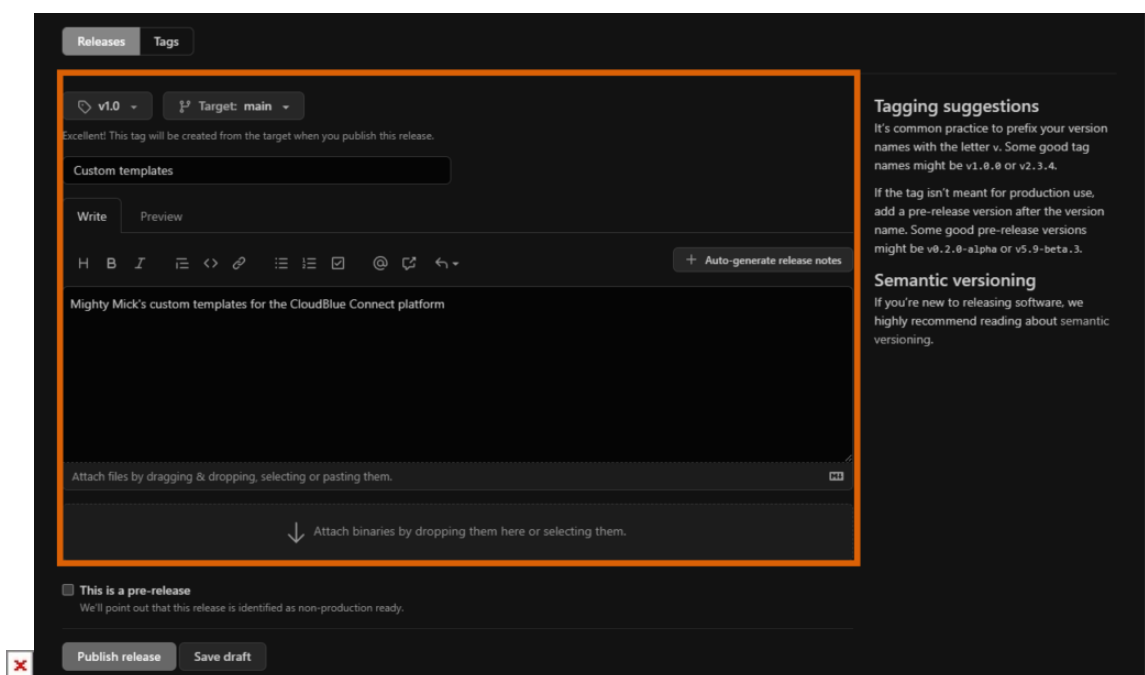 Releases Tags
v1.0 Target: main
Excellent! This tag will be created from the target when you publish this release.
Custom templates
Write Preview
H B I
Auto-generate release notes
Mighty Mick's custom templates for the CloudBlue Connect platform
Attach files by dragging & dropping, selecting or pasting them.
Attach binaries by dropping them here or selecting them.
This is a pre-release
We'll point out that this release is identified as non-production ready.
Publish release Save draft
Tagging suggestions
It's common practice to prefix your version
names with the letter v. Some good tag
names might be v1.0.0 or v2.3.4.
If the tag isn't meant for production use,
add a pre-release version after the version
name. Some good pre-release versions
might be v0.2.0-alpha or v5.9-beta.3.
Semantic versioning
If you're new to releasing software, we
highly recommend reading about semantic
versioning.